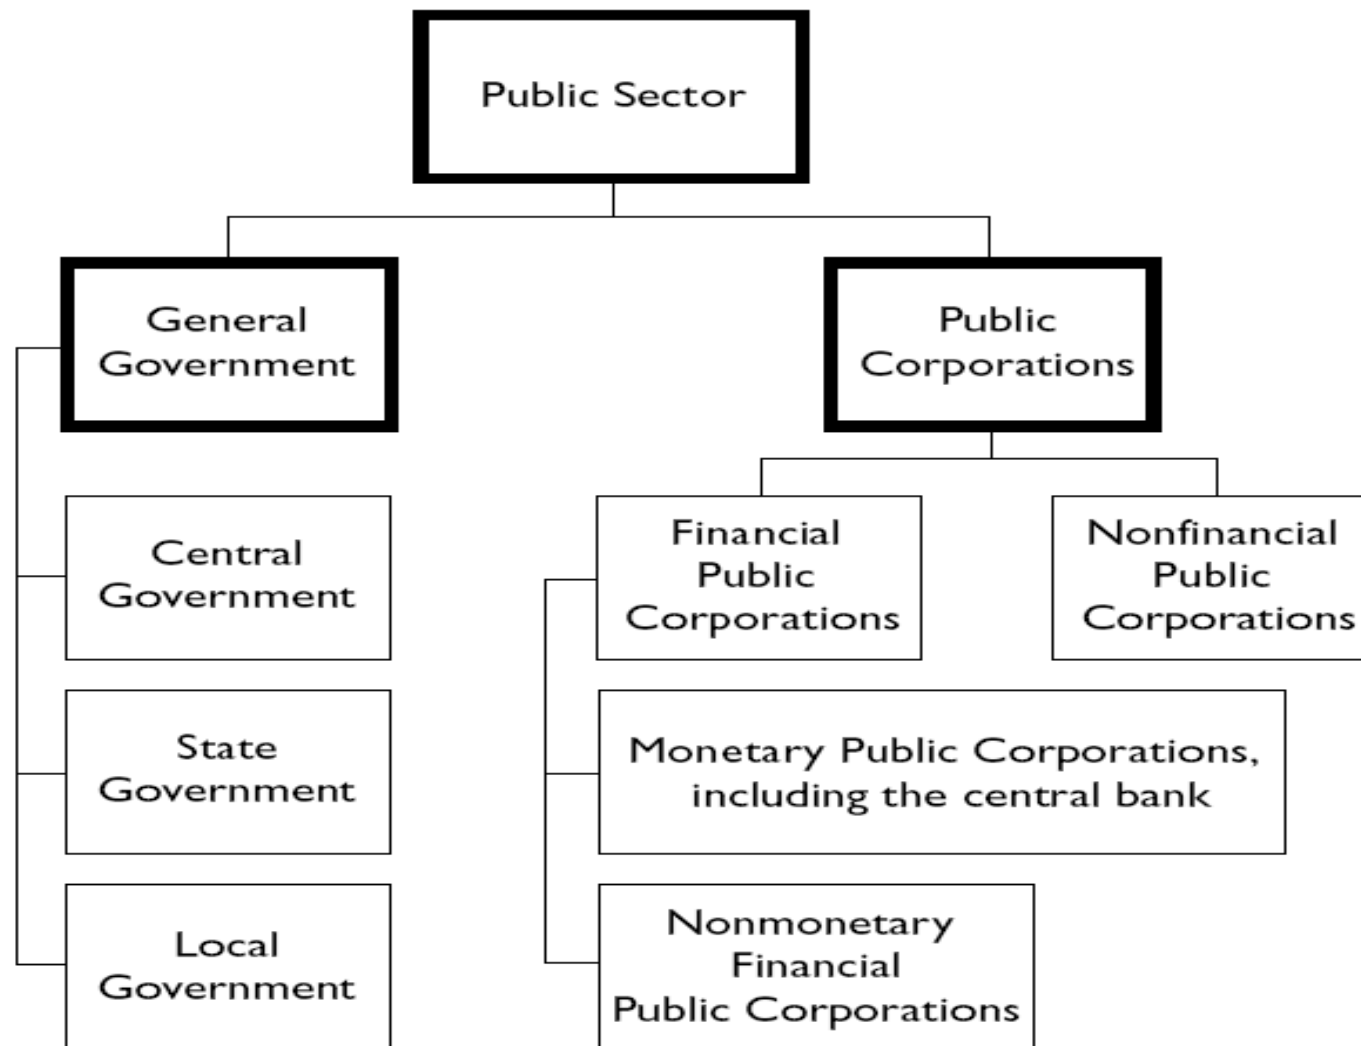 Public Sector
General
Government
Public
Corporations
Central
Government
Financial
Public
Corporations
Nonfinancial
Public
Corporations
State
Government
Monetary Public Corporations,
including the central bank
Local
Government
Nonmonetary
Financial
Public Corporations